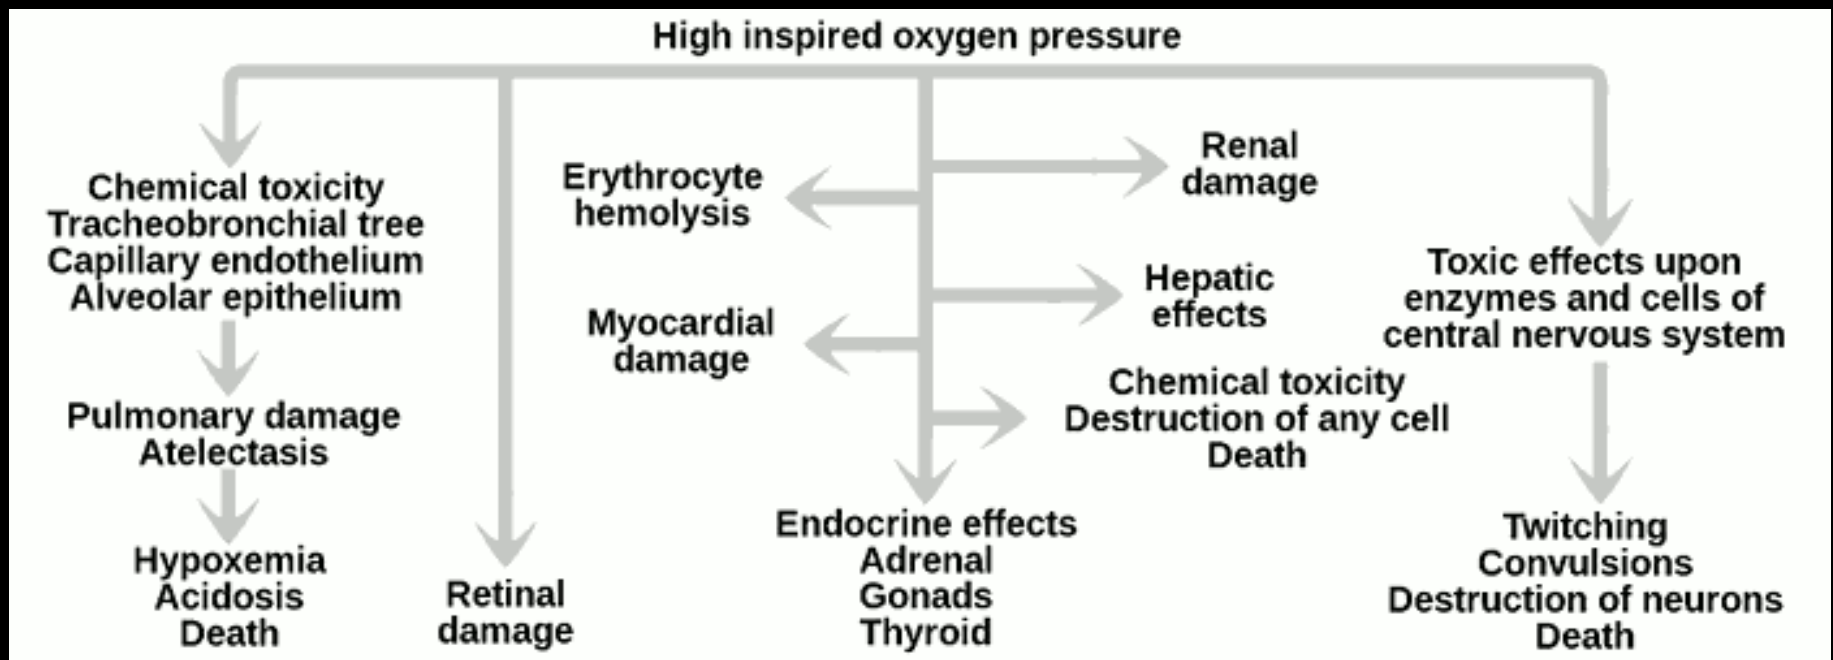 High inspired oxygen pressure
Chemical toxicity
Tracheobronchial tree
Capillary endothelium
Alveolar epithelium
Pulmonary damage
Atelectasis
Hypoxemia
Acidosis
Death
Retinal
damage
Erythrocyte
hemolysis
Myocardial
damage
Renal
damage
Hepatic
effects
Chemical toxicity
Destruction of any cell
Death
Endocrine effects
Adrenal
Gonads
Thyroid
Toxic effects upon
enzymes and cells of
central nervous system
Twitching
Convulsions
Destruction of neurons
Death